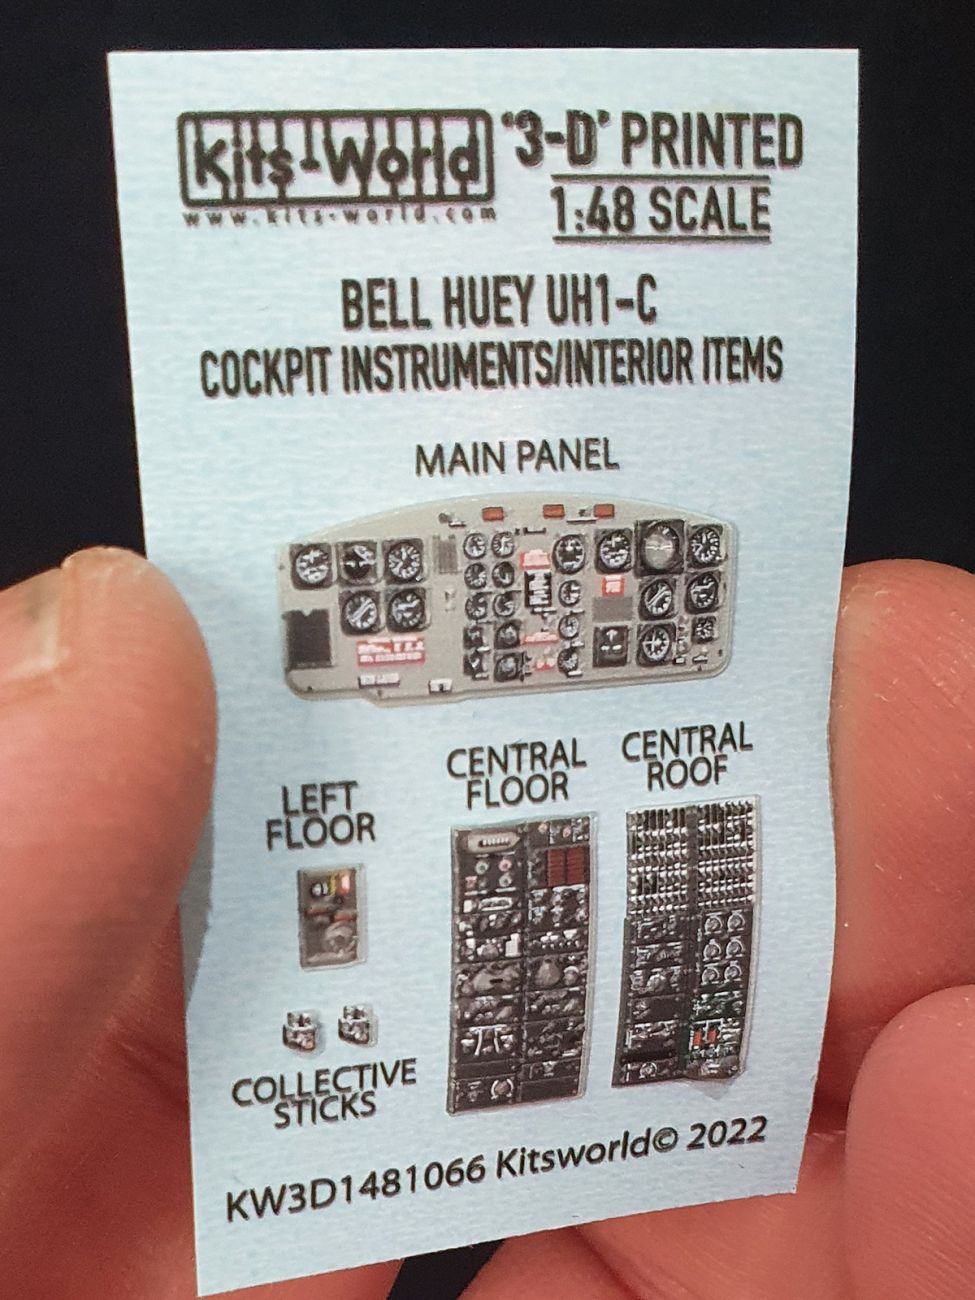 Kits-World
www.kits-world.com
'3-D' PRINTED
1:48 SCALE
BELL HUEY UH1-C
COCKPIT INSTRUMENTS/INTERIOR ITEMS
MAIN PANEL
LEFT
FLOOR
CENTRAL
FLOOR
CENTRAL
ROOF
COLLECTIVE
STICKS
KW3D1481066 Kitsworld© 2022